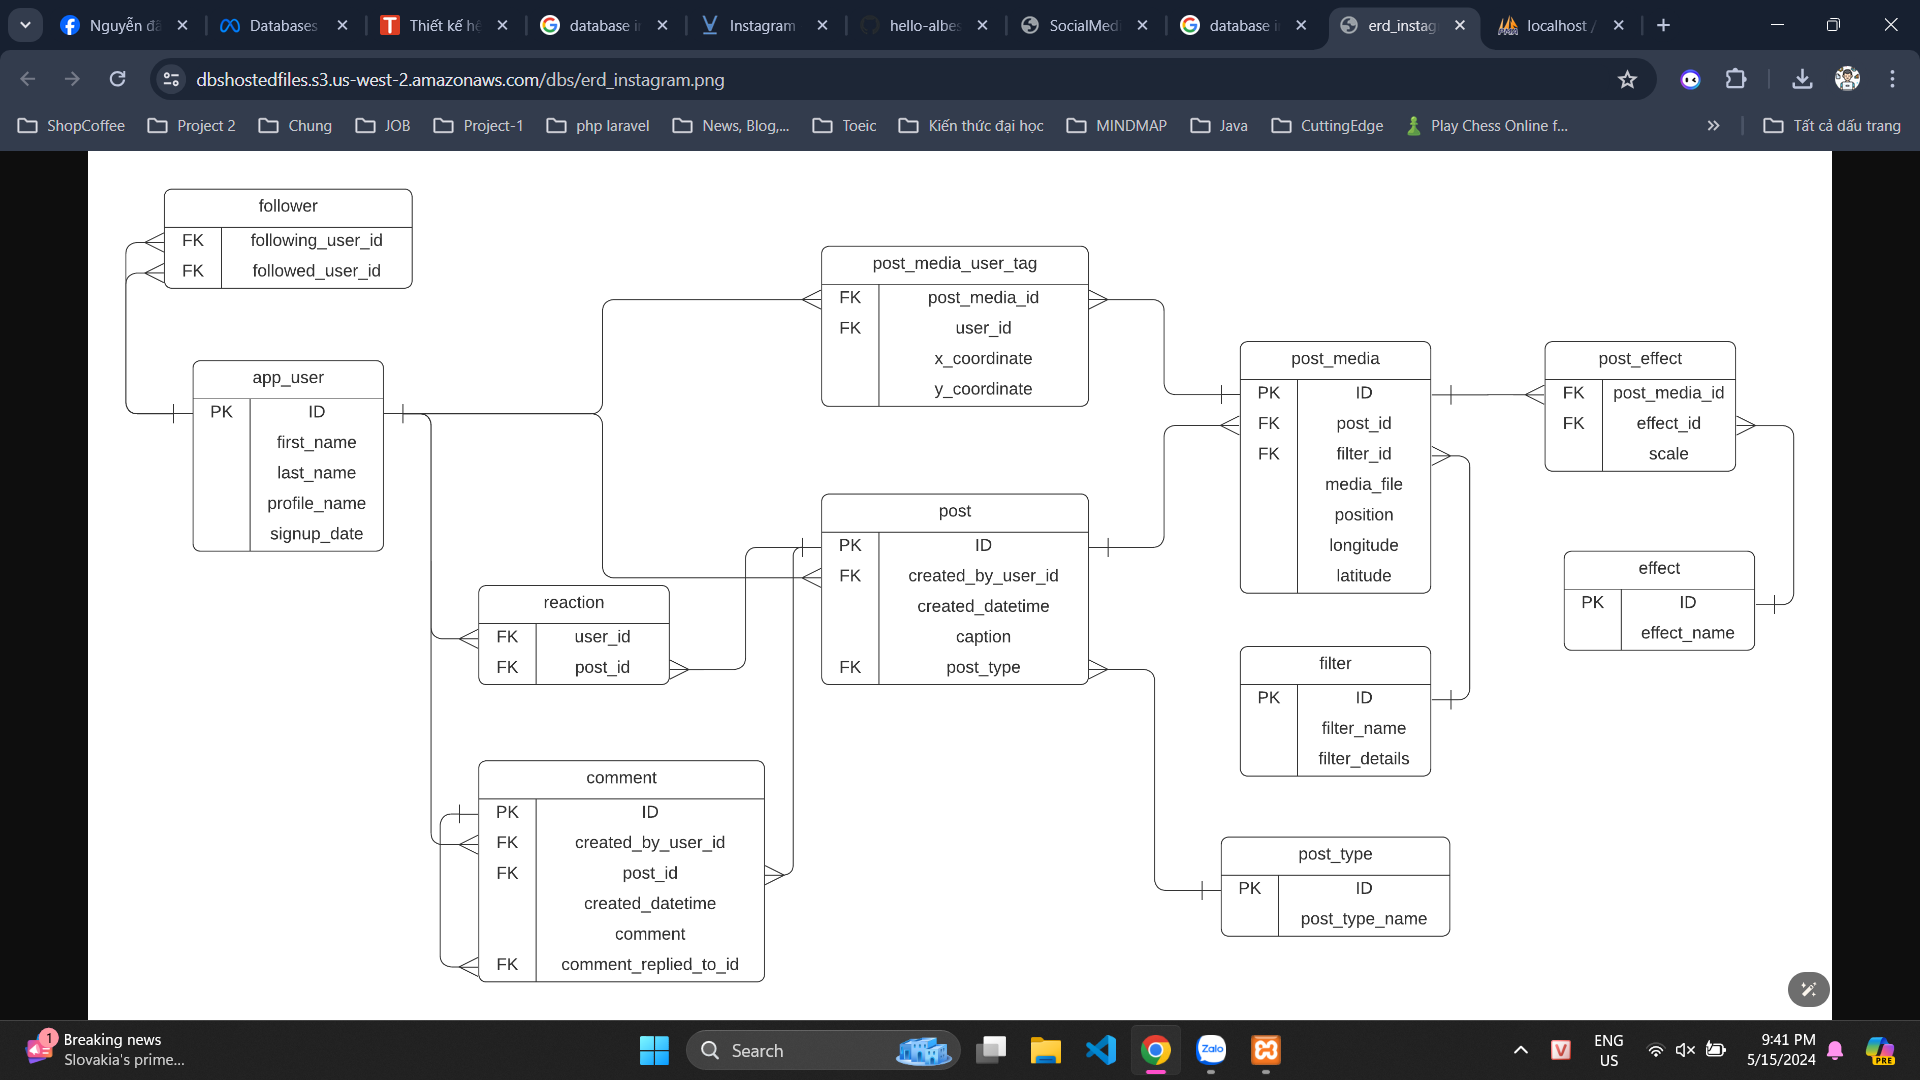 Nguyễn đă
Databases
Thiết kế hệ
database in
Instagram
hello-albes
SocialMedi
database in
erd_instag
localhost /
dbshostedfiles.s3.us-west-2.amazonaws.com/dbs/erd_instagram.png
ShopCoffee
Project 2
Chung
JOB
Project-1
php laravel
News, Blog,...
Toeic
Kiến thức đại học
MINDMAP
Java
CuttingEdge
Play Chess Online f...
»
Tất cả dấu trang
follower
FK following_user_id
FK followed_user_id
app_user
PK ID
first_name
last_name
profile_name
signup_date
reaction
FK user_id
FK post_id
comment
PK ID
FK created_by_user_id
FK post_id
created_datetime
comment
FK comment_replied_to_id
post_media_user_tag
FK post_media_id
FK user_id
x_coordinate
y_coordinate
post
PK ID
FK created_by_user_id
created_datetime
caption
FK post_type
post_media
PK ID
FK post_id
FK filter_id
media_file
position
longitude
latitude
filter
PK ID
filter_name
filter_details
post_type
PK ID
post_type_name
post_effect
FK post_media_id
FK effect_id
scale
effect
PK ID
effect_name
1
Breaking news
Slovakia's prime...
Search
Zalo
V
ENG
US
9:41 PM
5/15/2024
PRE